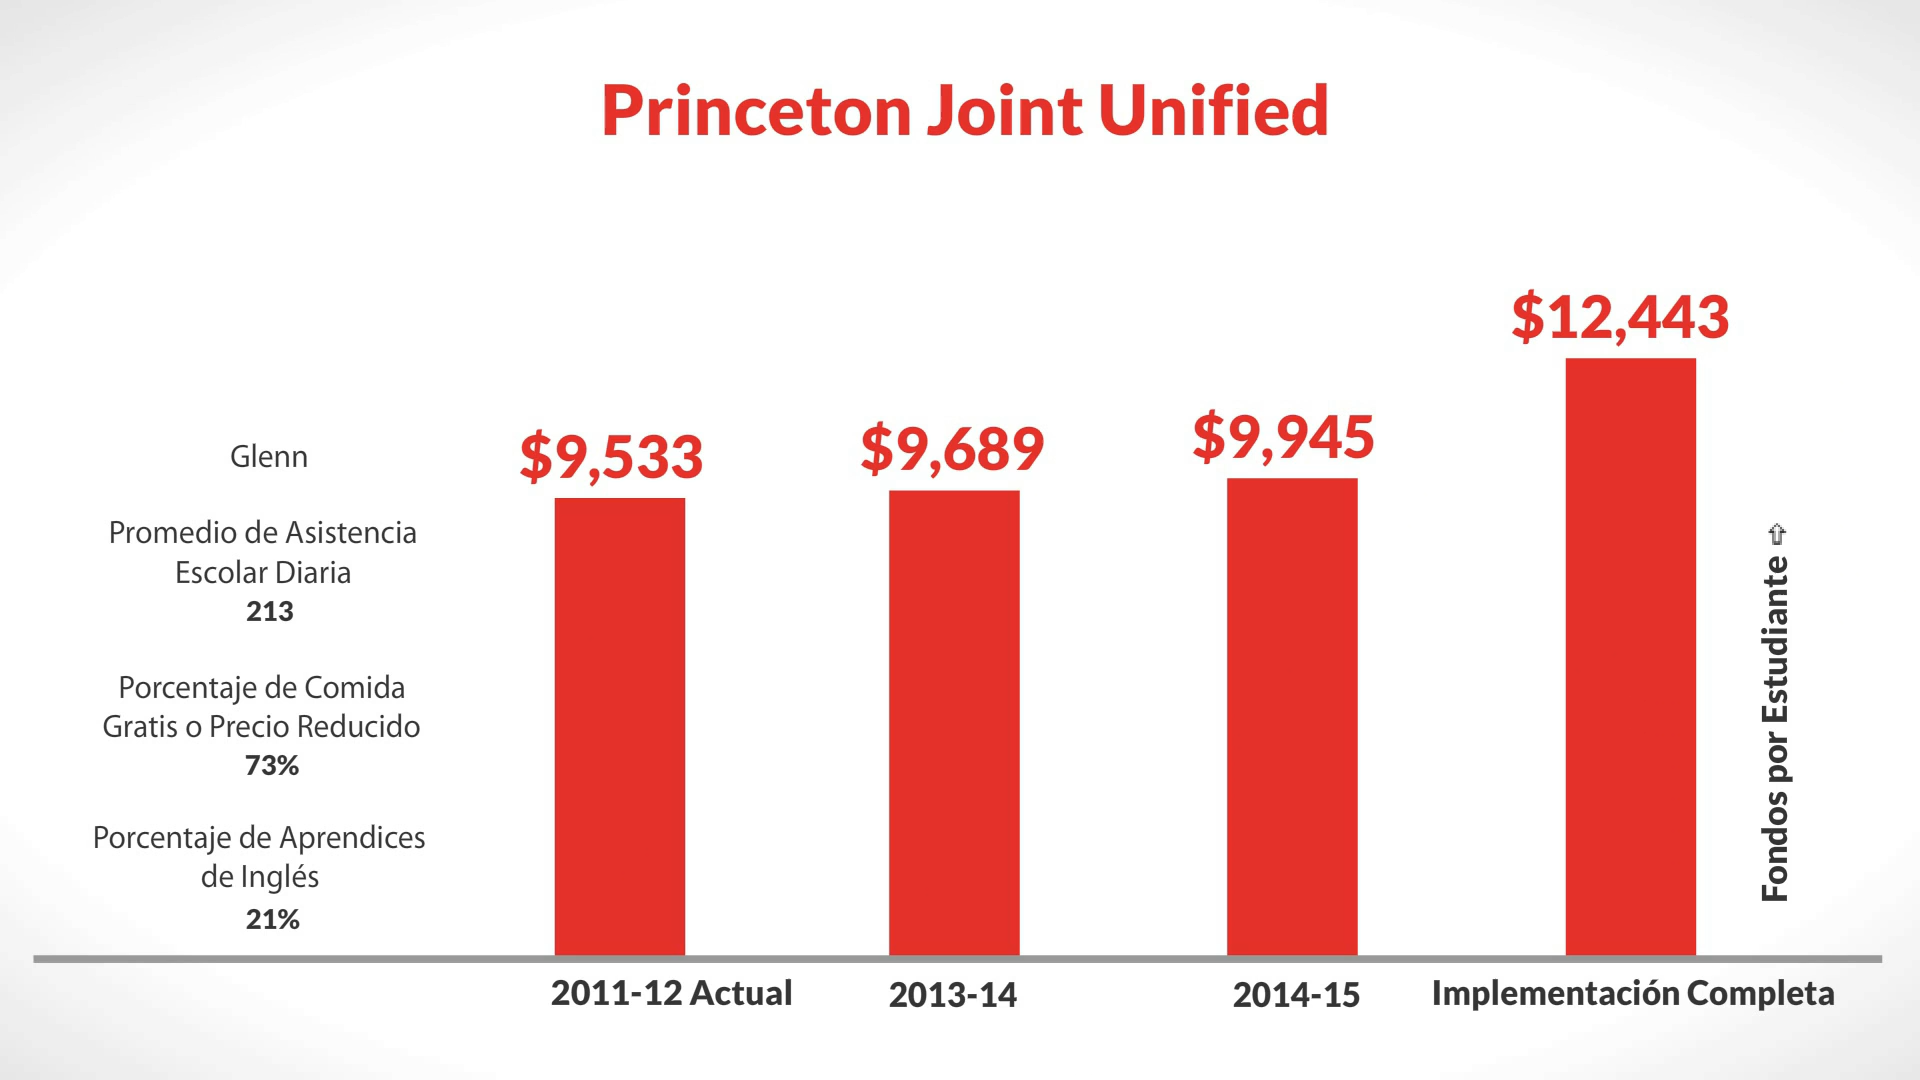 Princeton Joint Unified
Glenn
Promedio de Asistencia
Escolar Diaria
213
Porcentaje de Comida
Gratis o Precio Reducido
73%
Porcentaje de Aprendices
de Inglés
21%
$9,533
$9,689
$9,945
$12,443
Fondos por Estudiante ⇧
2011-12 Actual
2013-14
2014-15
Implementación Completa